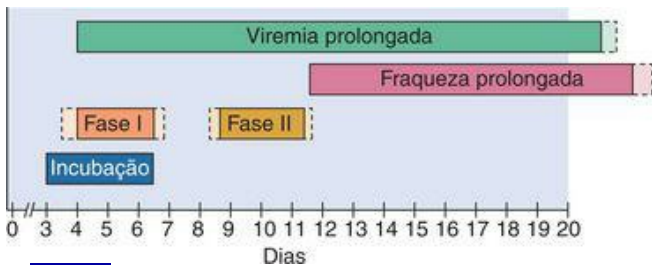 Viremia prolongada
Fraqueza prolongada
Fase I
Fase II
Incubação
0 3 4 5 6 7 8 9 10 11 12 13 14 15 16 17 18 19 20
Dias